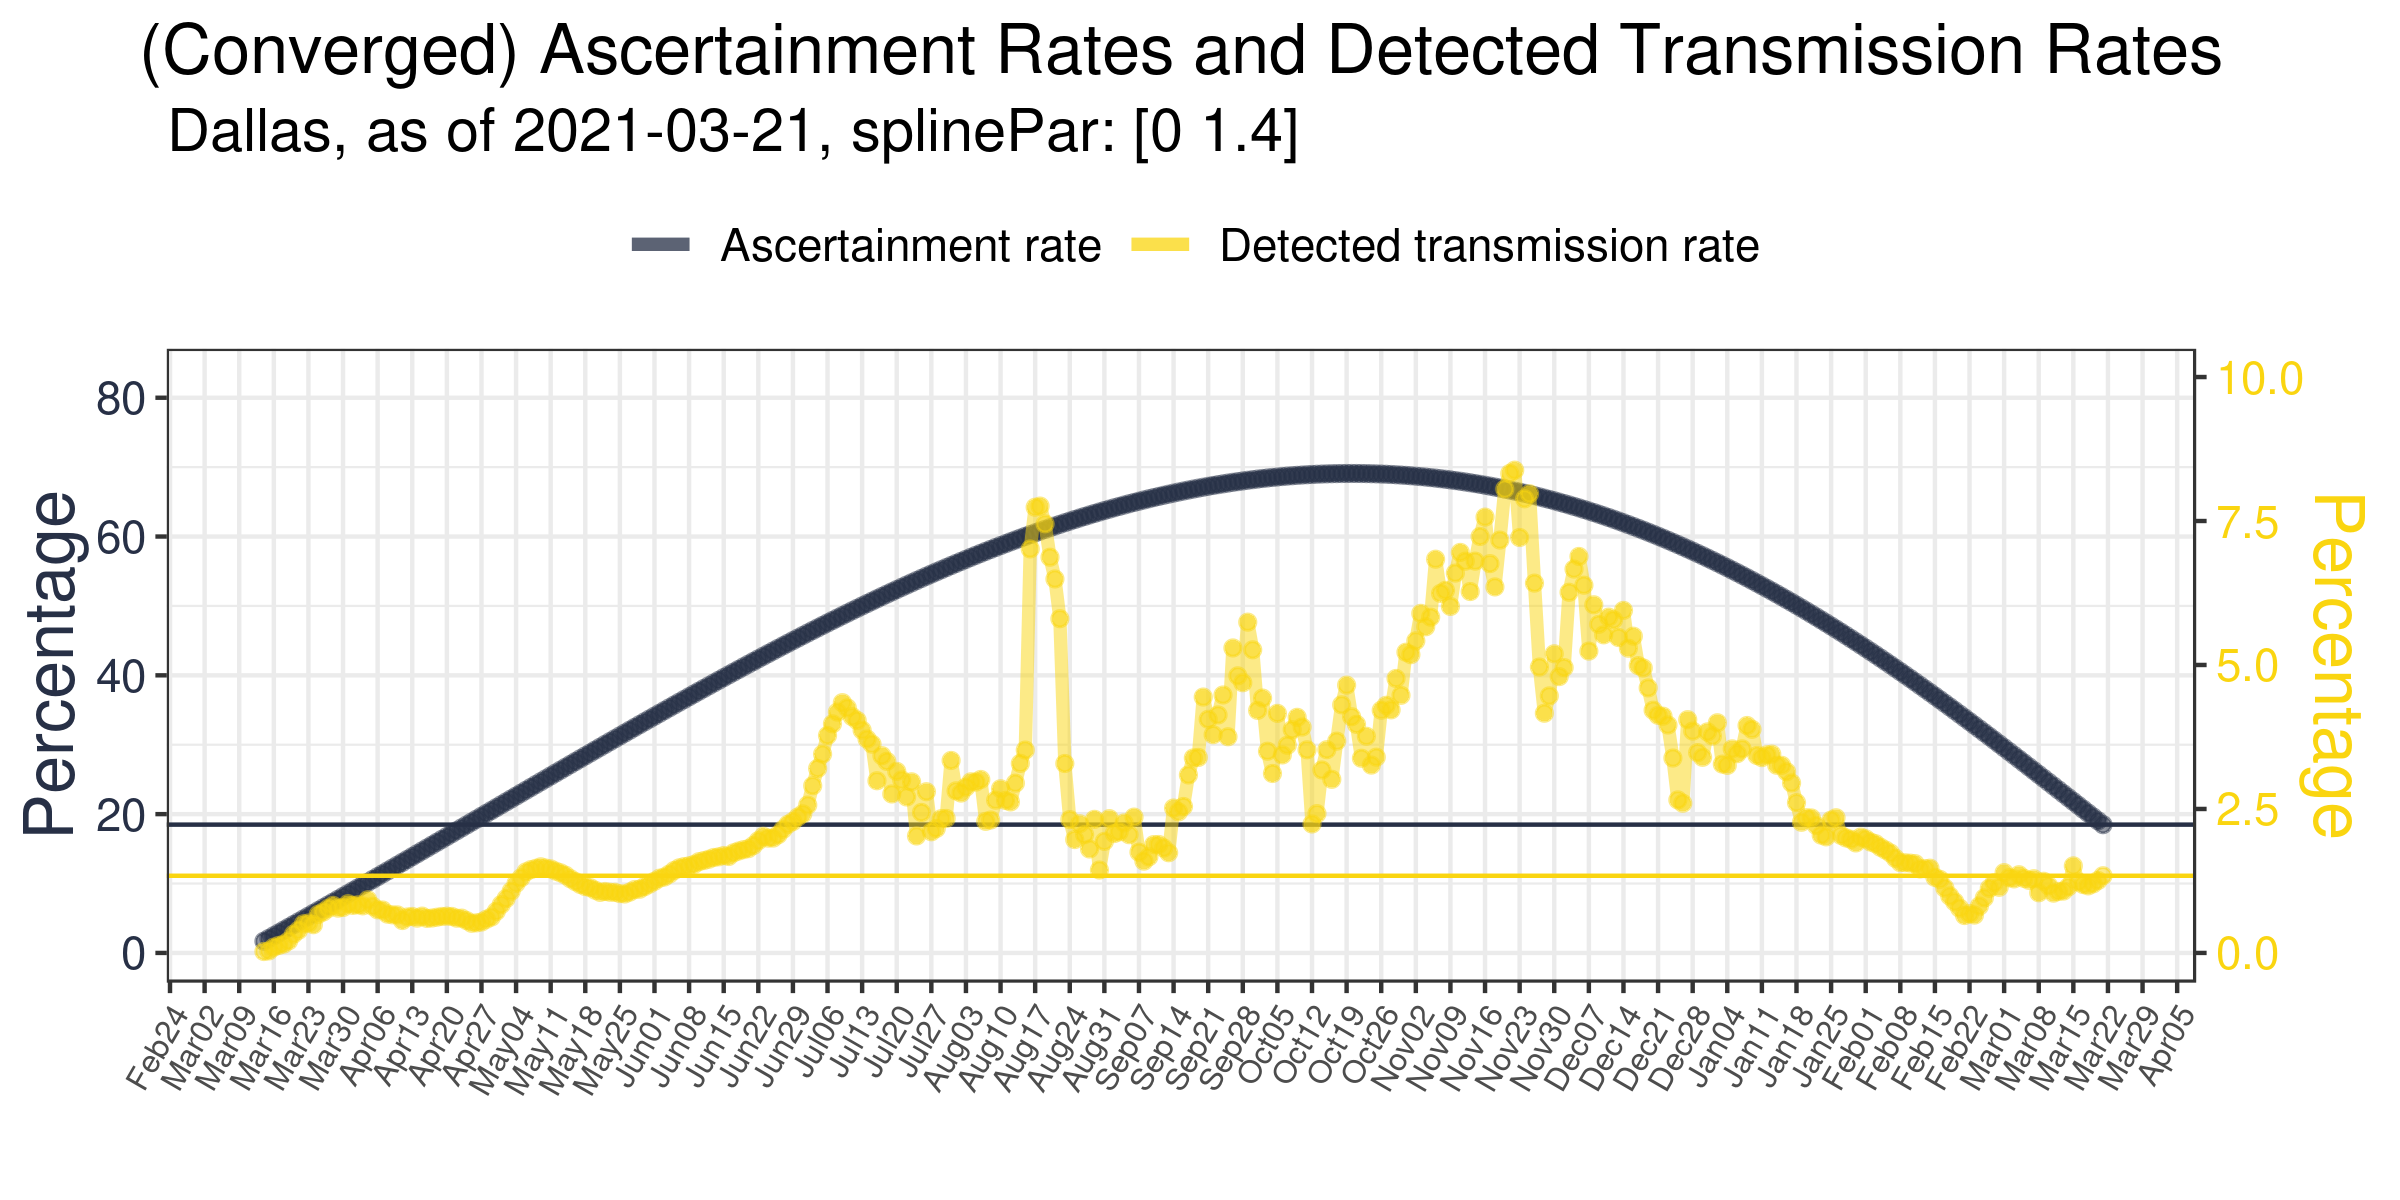 (Converged) Ascertainment Rates and Detected Transmission Rates
Dallas, as of 2021-03-21, splinePar: [0 1.4]
Ascertainment rate
Detected transmission rate
Percentage
80
60
40
20
0
10.0
7.5
5.0
2.5
0.0
Percentage
Feb24
Mar02
Mar09
Mar16
Mar23
Mar30
Apr06
Apr13
Apr20
Apr27
May04
May11
May18
May25
Jun01
Jun08
Jun15
Jun22
Jun29
Jul06
Jul13
Jul20
Jul27
Aug03
Aug10
Aug17
Aug24
Aug31
Sep07
Sep14
Sep21
Sep28
Oct05
Oct12
Oct19
Oct26
Nov02
Nov09
Nov16
Nov23
Nov30
Dec07
Dec14
Dec21
Dec28
Jan04
Jan11
Jan18
Jan25
Feb01
Feb08
Feb15
Feb22
Mar01
Mar08
Mar15
Mar22
Mar29
Apr05